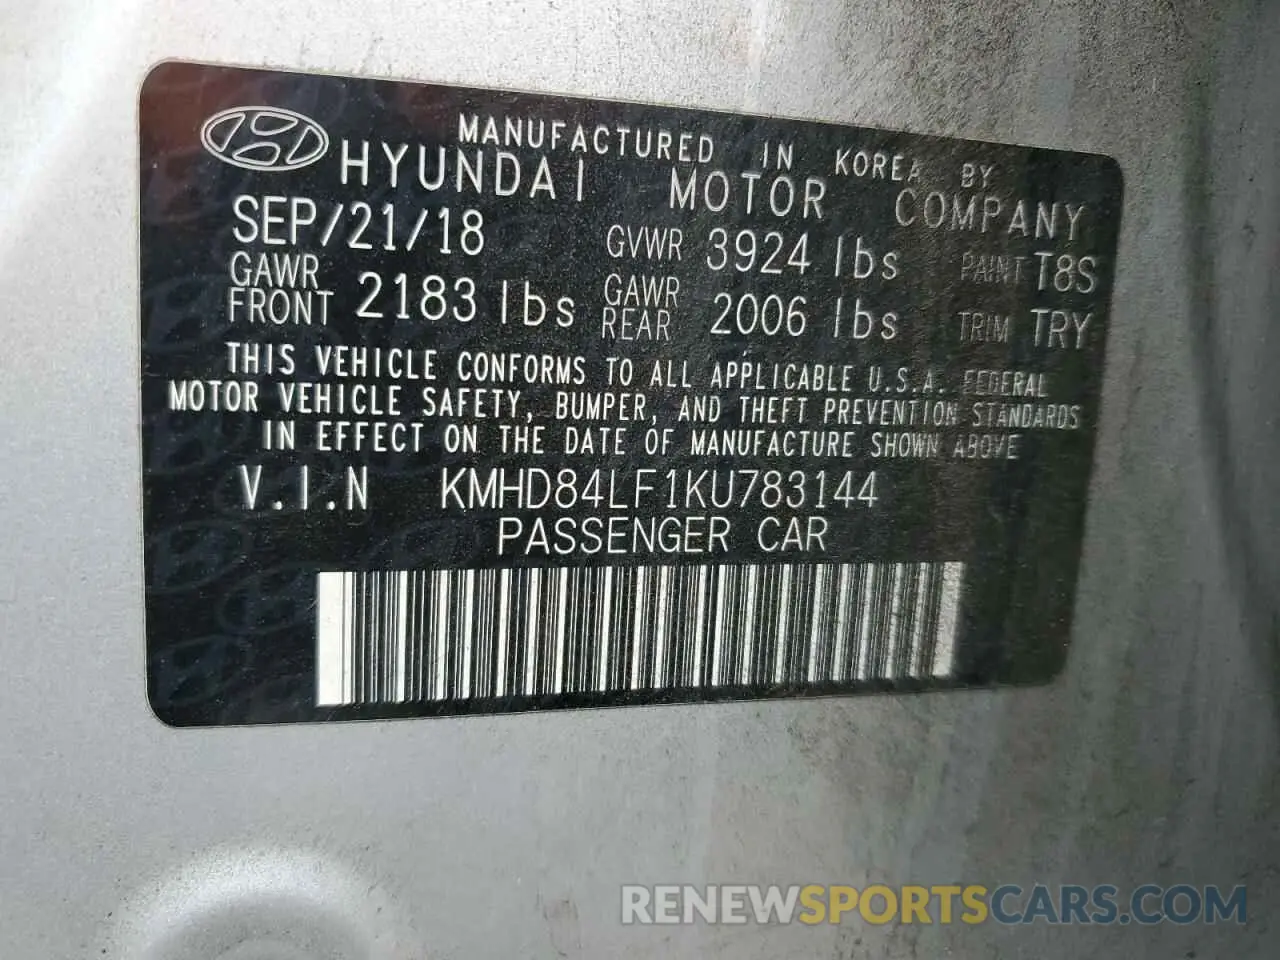 MANUFACTURED IN KOREA BY
HYUNDAI MOTOR COMPANY
SEP/21/18 GVWR 3924 lbs PAINT T8S
GAWR FRONT 2183 lbs GAWR REAR 2006 lbs TRIM TRY
THIS VEHICLE CONFORMS TO ALL APPLICABLE U.S.A. FEDERAL
MOTOR VEHICLE SAFETY, BUMPER, AND THEFT PREVENTION STANDARDS
IN EFFECT ON THE DATE OF MANUFACTURE SHOWN ABOVE
V.I.N KMHD84LF1KU783144
PASSENGER CAR
RENEWSPORTSCARS.COM